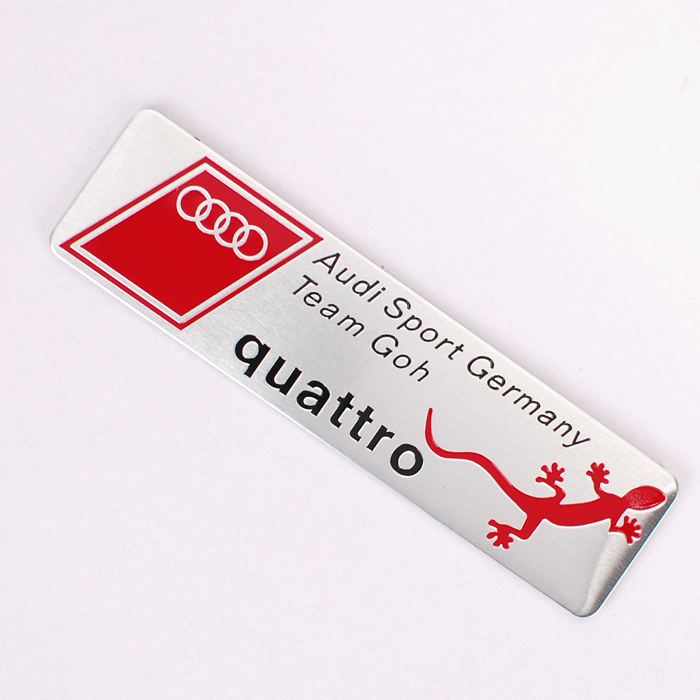 Audi Sport Germany
Team Goh
quattro